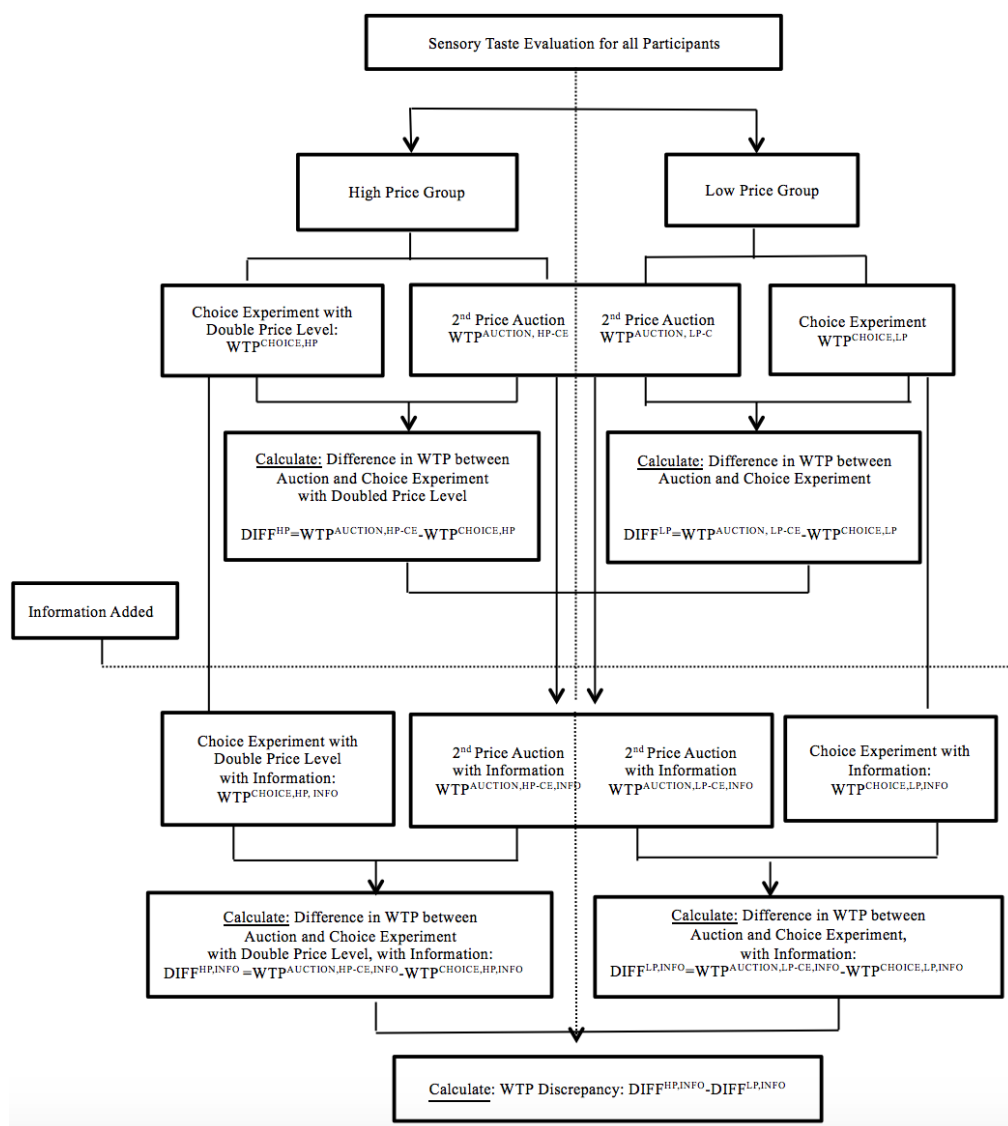 Sensory Taste Evaluation for all Participants
High Price Group
Low Price Group
Choice Experiment with
Double Price Level:
WTP^CHOICE,HP
2nd Price Auction
WTP^AUCTION, HP-CE
2nd Price Auction
WTP^AUCTION, LP-C
Choice Experiment
WTP^CHOICE,LP
Calculate: Difference in WTP between
Auction and Choice Experiment
with Doubled Price Level
DIFF^HP=WTP^AUCTION,HP-CE-WTP^CHOICE,HP
Calculate: Difference in WTP between
Auction and Choice Experiment
DIFF^LP=WTP^AUCTION, LP-CE-WTP^CHOICE,LP
Information Added
Choice Experiment with
Double Price Level
with Information:
WTP^CHOICE,HP, INFO
2nd Price Auction
with Information
WTP^AUCTION,HP-CE,INFO
2nd Price Auction
with Information
WTP^AUCTION,LP-CE,INFO
Choice Experiment with
Information:
WTP^CHOICE,LP,INFO
Calculate: Difference in WTP between
Auction and Choice Experiment
with Double Price Level, with Information:
DIFF^HP,INFO =WTP^AUCTION,HP-CE,INFO-WTP^CHOICE,HP,INFO
Calculate: Difference in WTP between
Auction and Choice Experiment,
with Information:
DIFF^LP,INFO=WTP^AUCTION,LP-CE,INFO-WTP^CHOICE,LP,INFO
Calculate: WTP Discrepancy: DIFF^HP,INFO-DIFF^LP,INFO